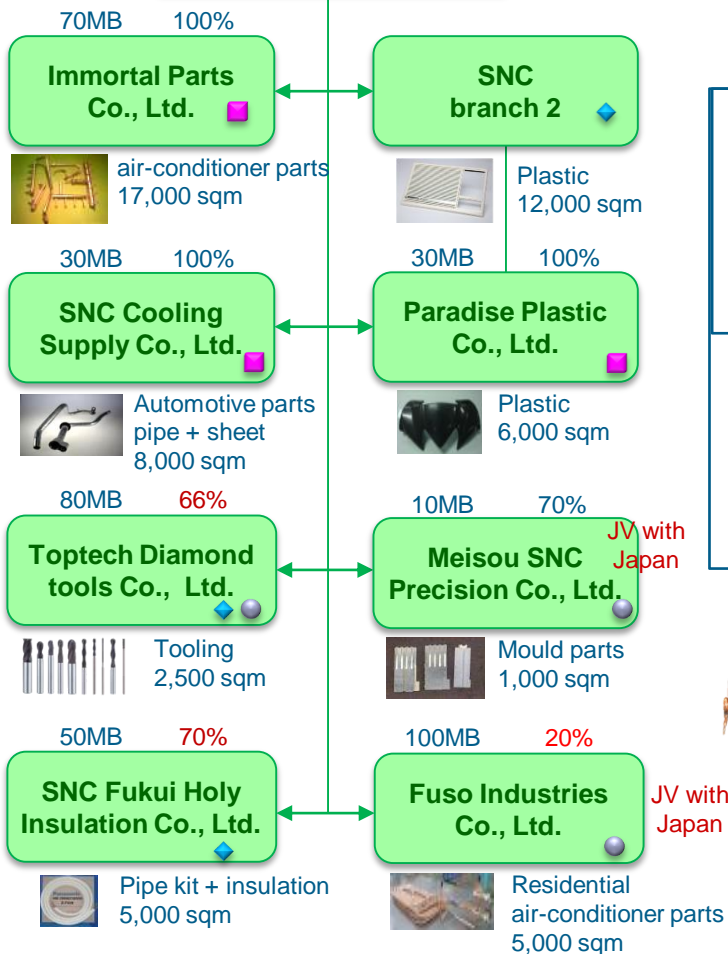 70MB 100%
Immortal Parts
Co., Ltd.
SNC
branch 2
air-conditioner parts
17,000 sqm
Plastic
12,000 sqm
30MB 100%
30MB 100%
SNC Cooling
Supply Co., Ltd.
Paradise Plastic
Co., Ltd.
Automotive parts
pipe + sheet
8,000 sqm
Plastic
6,000 sqm
80MB 66%
10MB 70%
Toptech Diamond
tools Co., Ltd.
JV with
Japan
Meisou SNC
Precision Co., Ltd.
Tooling
2,500 sqm
Mould parts
1,000 sqm
50MB 70%
100MB 20%
SNC Fukui Holy
Insulation Co., Ltd.
Fuso Industries
Co., Ltd.
JV with
Japan
Pipe kit + insulation
5,000 sqm
Residential
air-conditioner parts
5,000 sqm